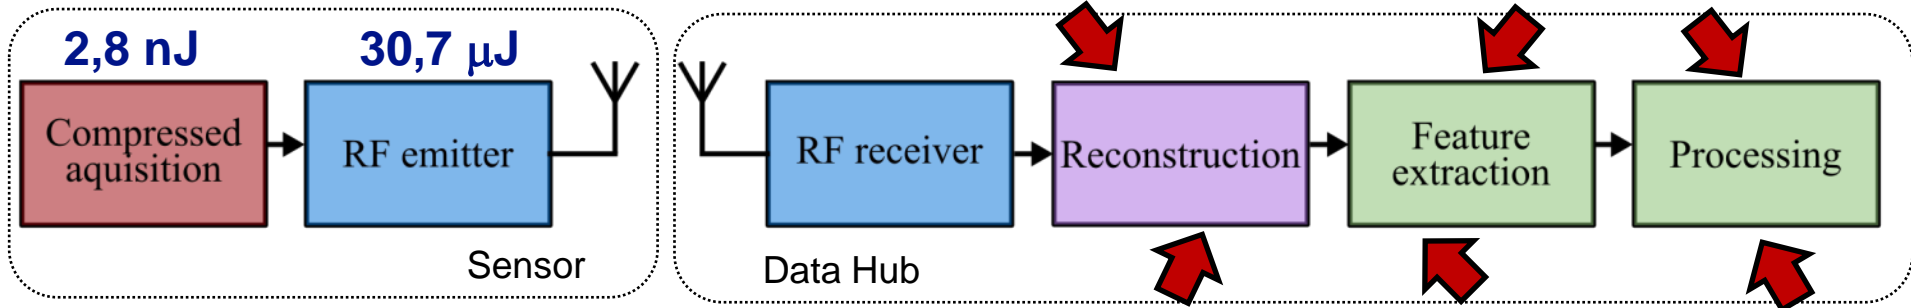 2,8 nJ
30,7 μJ
Compressed
aquisition
RF emitter
Sensor
RF receiver
Reconstruction
Feature
extraction
Processing
Data Hub